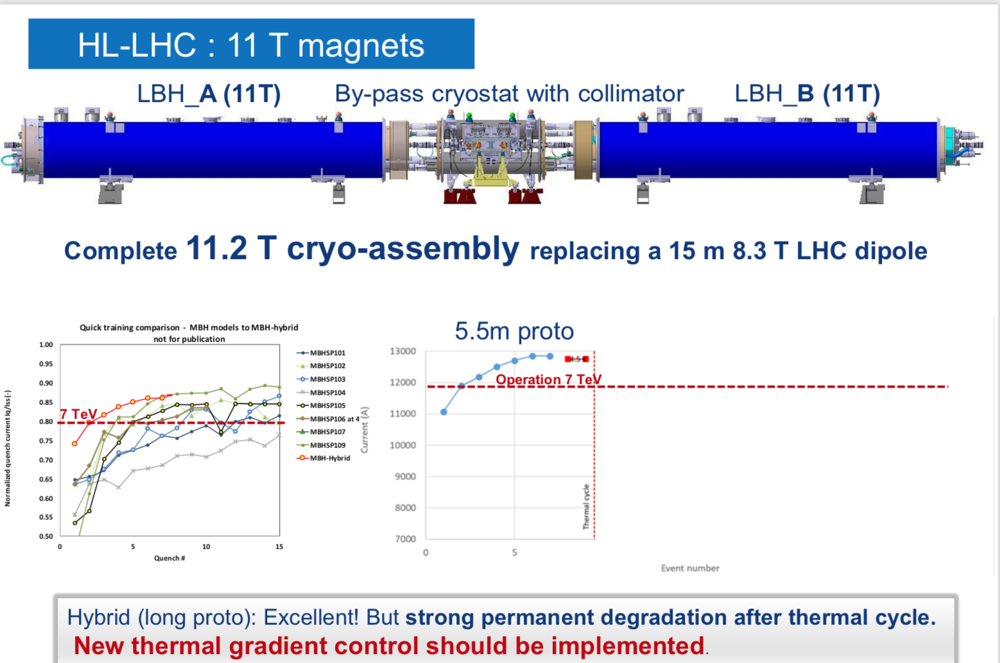 HL-LHC : 11 T magnets
LBH_A (11T)
By-pass cryostat with collimator
LBH_B (11T)
Complete 11.2 T cryo-assembly replacing a 15 m 8.3 T LHC dipole
Quick training comparison - MBH models to MBH-hybrid
not for publication
Normalized quench current Iq/Iss(-)
1.00
0.95
0.90
0.85
0.80
0.75
0.70
0.65
0.60
0.55
0.50
7 TeV
0
5
10
15
Quench #
MBHSP101
MBHSP102
MBHSP103
MBHSP104
MBHSP105
MBHSP106 at 4
MBHSP107
MBHSP109
MBH-Hybrid
5.5m proto
Current (A)
13000
12000
11000
10000
9000
8000
7000
4.5 K
Operation 7 TeV
Thermal cycle
0
5
Event number
Hybrid (long proto): Excellent! But strong permanent degradation after thermal cycle.
New thermal gradient control should be implemented.